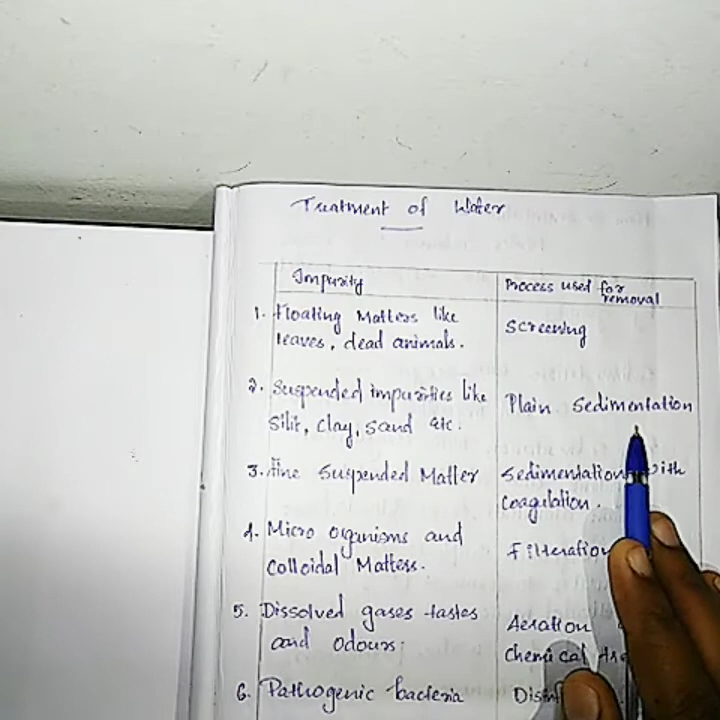 Treatment of Water
Impurity
Process used for
removal
1. Floating Matters like
leaves, dead animals.
Screening
2. Suspended impurities like
Silit, clay, sand etc.
Plain Sedimentation
3. Fine Suspended Matter
Sedimentation with
coagulation.
4. Micro organisms and
colloidal Matters.
Filteration
5. Dissolved gases tastes
and odours.
Aeration
chemical
6. Pathogenic bacteria